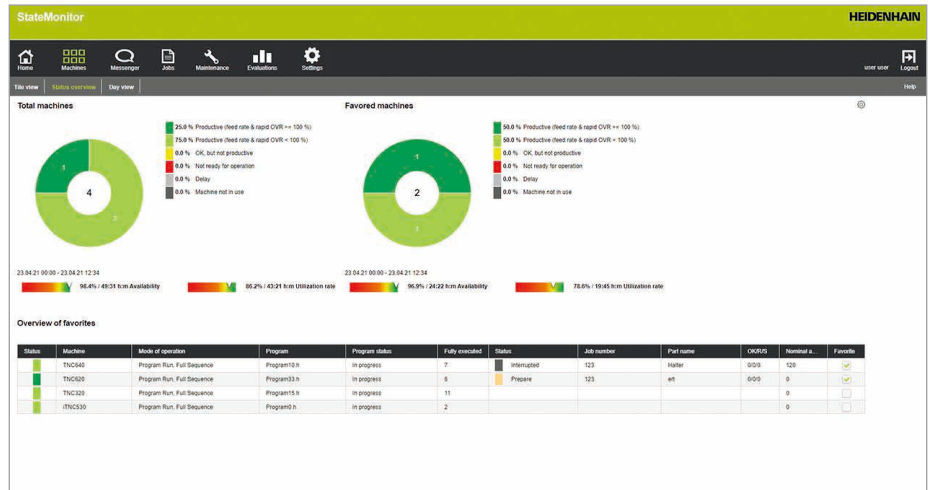 StateMonitor
HEIDENHAIN
Home Machines Messenger Jobs Maintenance Evaluations Settings user user Logout
Tile view Status overview Day view Help
Total machines
25.0 % Productive (feed rate & rapid OVR >= 100 %)
75.0 % Productive (feed rate & rapid OVR < 100 %)
0.0 % OK, but not productive
0.0 % Not ready for operation
0.0 % Delay
0.0 % Machine not in use
1
4
3
23.04.21 00:00 - 23.04.21 12:34
98.4% / 49:31 h:m Availability
86.2% / 43:21 h:m Utilization rate
Favored machines
50.0 % Productive (feed rate & rapid OVR >= 100 %)
50.0 % Productive (feed rate & rapid OVR < 100 %)
0.0 % OK, but not productive
0.0 % Not ready for operation
0.0 % Delay
0.0 % Machine not in use
1
2
1
23.04.21 00:00 - 23.04.21 12:34
96.9% / 24:22 h:m Availability
78.6% / 19:45 h:m Utilization rate
Overview of favorites
Status Machine Mode of operation Program Program status Fully executed Status Job number Part name OK/R/S Nominal a... Favorite
TNC640 Program Run, Full Sequence Program10.h In progress 7 Interrupted 123 Halter 0/0/0 120
TNC620 Program Run, Full Sequence Program33.h In progress 6 Prepare 123 ert 0/0/0 0
TNC320 Program Run, Full Sequence Program15.h In progress 11 0
iTNC530 Program Run, Full Sequence Program0.h In progress 2 0